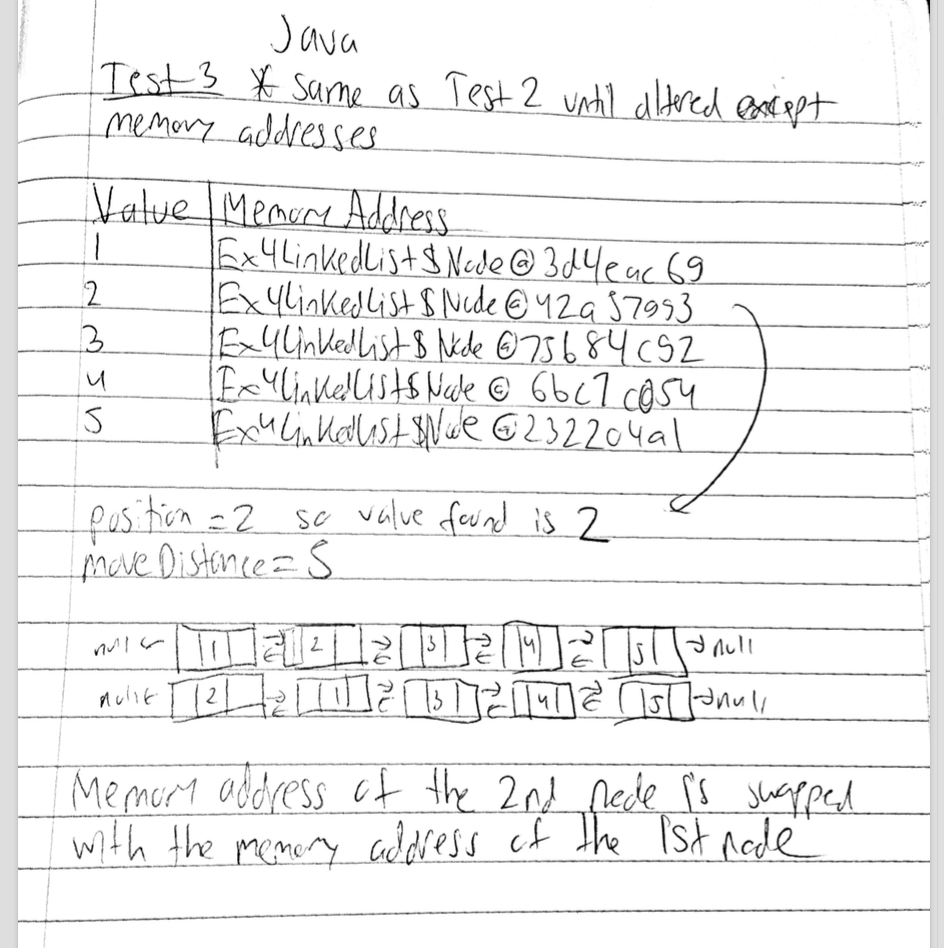 Java
Test 3 * same as Test 2 until altered except
memory addresses
Value Memory Address
1 Ex4LinkedList$Node@3d4eac69
2 Ex4LinkedList$Node@42a57993
3 Ex4LinkedList$Node@75b84c92
4 Ex4LinkedList$Node@6bc7c054
5 Ex4LinkedList$Node@232204a1
position = 2 so value found is 2
moveDistance = 5
null ← 1 ⇄ 2 ⇄ 3 ⇄ 4 ⇄ 5 → null
null ← 2 ⇄ 1 ⇄ 3 ⇄ 4 ⇄ 5 → null
Memory address of the 2nd node is swapped
with the memory address of the 1st node